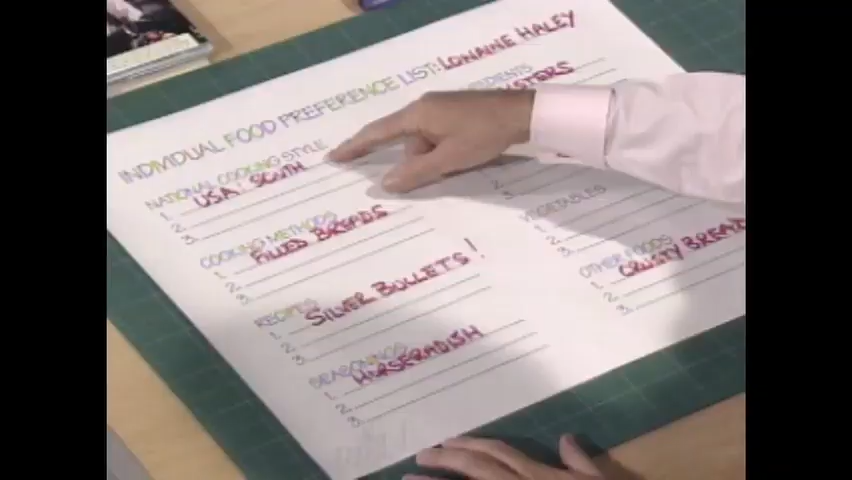 INDIVIDUAL FOOD PREFERENCE LIST: LORAINE HALEY
NATIONAL COOKING STYLE
1. USA: SOUTH
2.
3.
COOKING METHODS
1. FILLED BREADS
2.
3.
RECIPES
1. SILVER BULLETS!
2.
3.
SEASONINGS
1. HORSERADISH
2.
3.
2.
3.
VEGETABLES
1.
2.
3.
OTHER FOODS
1. CRUSTY BREAD
2.
3.